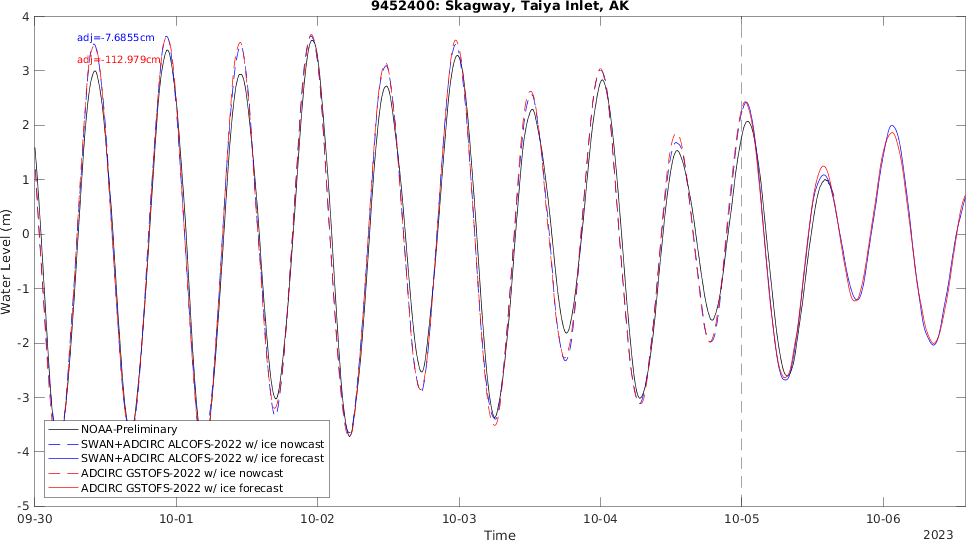 9452400: Skagway, Taiya Inlet, AK
adj=-7.6855cm
adj=-112.979cm
Water Level (m)
4
3
2
1
0
-1
-2
-3
-4
-5
NOAA-Preliminary
SWAN+ADCIRC ALCOFS-2022 w/ ice nowcast
SWAN+ADCIRC ALCOFS-2022 w/ ice forecast
ADCIRC GSTOFS-2022 w/ ice nowcast
ADCIRC GSTOFS-2022 w/ ice forecast
09-30 10-01 10-02 10-03 10-04 10-05 10-06
Time
2023